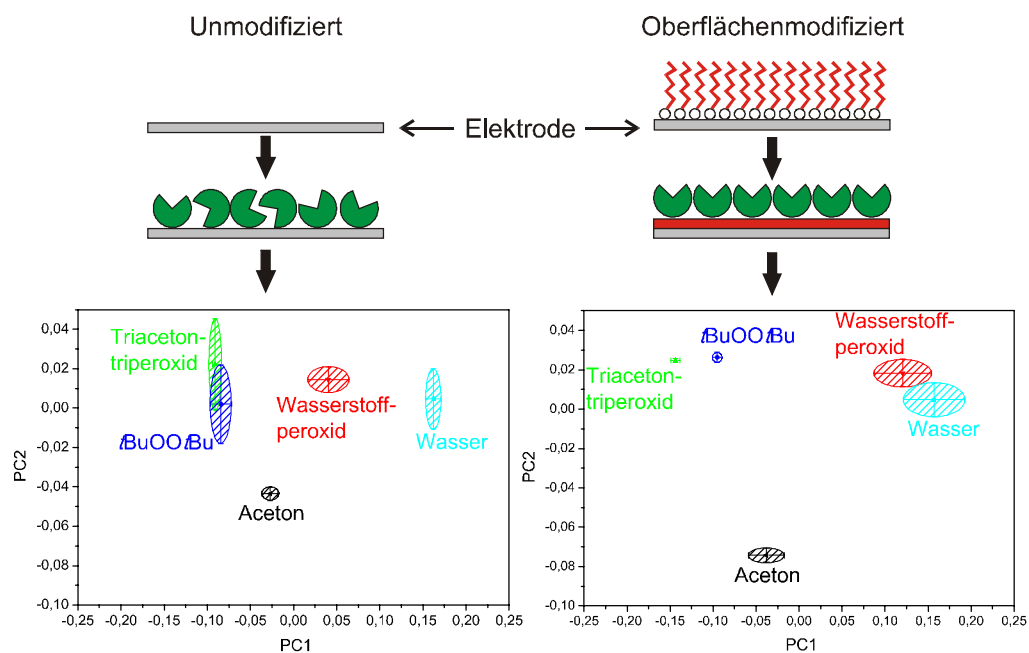 Unmodifiziert
Oberflächenmodifiziert
Elektrode
0,04
0,02
0,00
-0,02
-0,04
-0,06
-0,08
-0,10
PC2
Triaceton-
triperoxid
tBuOOtBu
Wasserstoff-
peroxid
Wasser
Aceton
-0,25 -0,20 -0,15 -0,10 -0,05 0,00 0,05 0,10 0,15 0,20 0,25
PC1
0,04
0,02
0,00
-0,02
-0,04
-0,06
-0,08
-0,10
PC2
tBuOOtBu
Wasserstoff-
peroxid
Triaceton-
triperoxid
Wasser
Aceton
-0,25 -0,20 -0,15 -0,10 -0,05 0,00 0,05 0,10 0,15 0,20 0,25
PC1